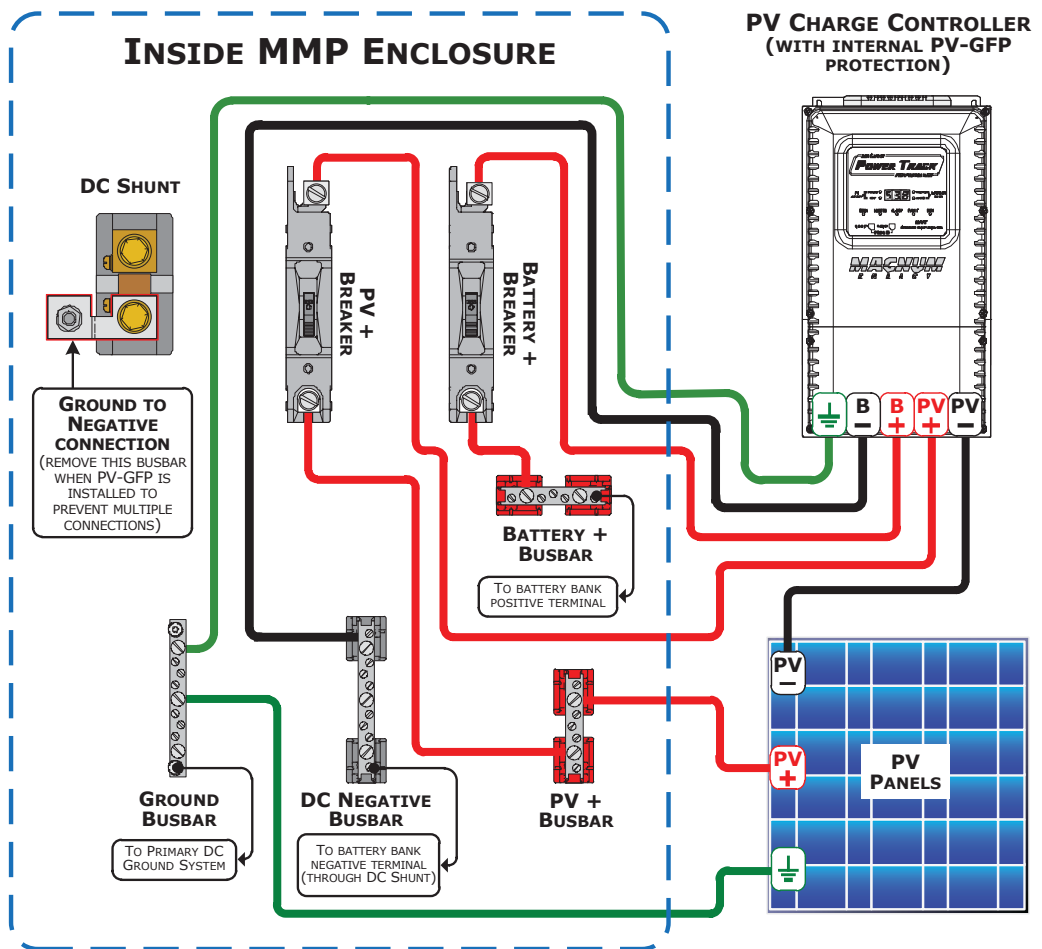 INSIDE MMP ENCLOSURE
PV CHARGE CONTROLLER
(WITH INTERNAL PV-GFP
PROTECTION)
POWER TRACK
MAGNUM
ENERGY
B
−
B
+
PV
+
PV
−
DC SHUNT
GROUND TO
NEGATIVE
CONNECTION
(REMOVE THIS BUSBAR
WHEN PV-GFP IS
INSTALLED TO
PREVENT MULTIPLE
CONNECTIONS)
PV +
BREAKER
BATTERY +
BREAKER
BATTERY +
BUSBAR
TO BATTERY BANK
POSITIVE TERMINAL
GROUND
BUSBAR
TO PRIMARY DC
GROUND SYSTEM
DC NEGATIVE
BUSBAR
TO BATTERY BANK
NEGATIVE TERMINAL
(THROUGH DC SHUNT)
PV +
BUSBAR
PV
−
PV
+
PV
PANELS